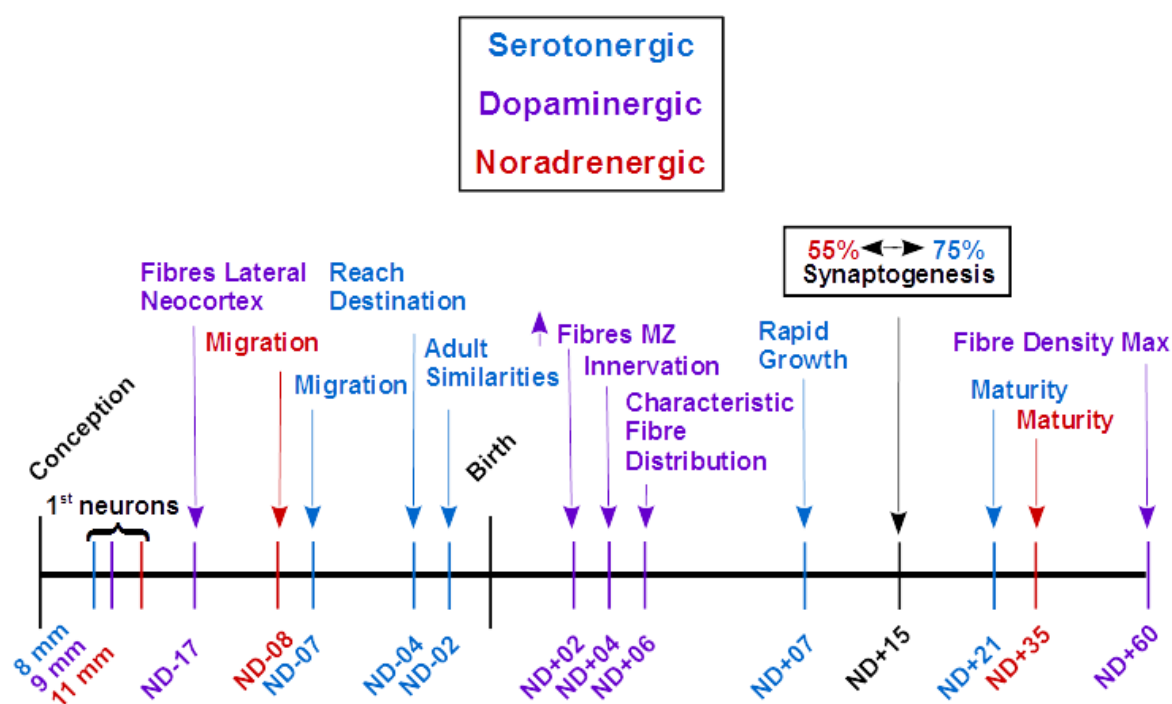 Serotonergic
Dopaminergic
Noradrenergic
55% 75%
Synaptogenesis
Fibres Lateral
Neocortex
Reach
Destination
Migration
Migration
Adult
Similarities
Fibres MZ
Innervation
Characteristic
Fibre
Distribution
Rapid
Growth
Fibre Density Max
Maturity
Maturity
Conception
Birth
1st neurons
8 mm
9 mm
11 mm
ND-17
ND-08
ND-07
ND-04
ND-02
ND+02
ND+04
ND+06
ND+07
ND+15
ND+21
ND+35
ND+60